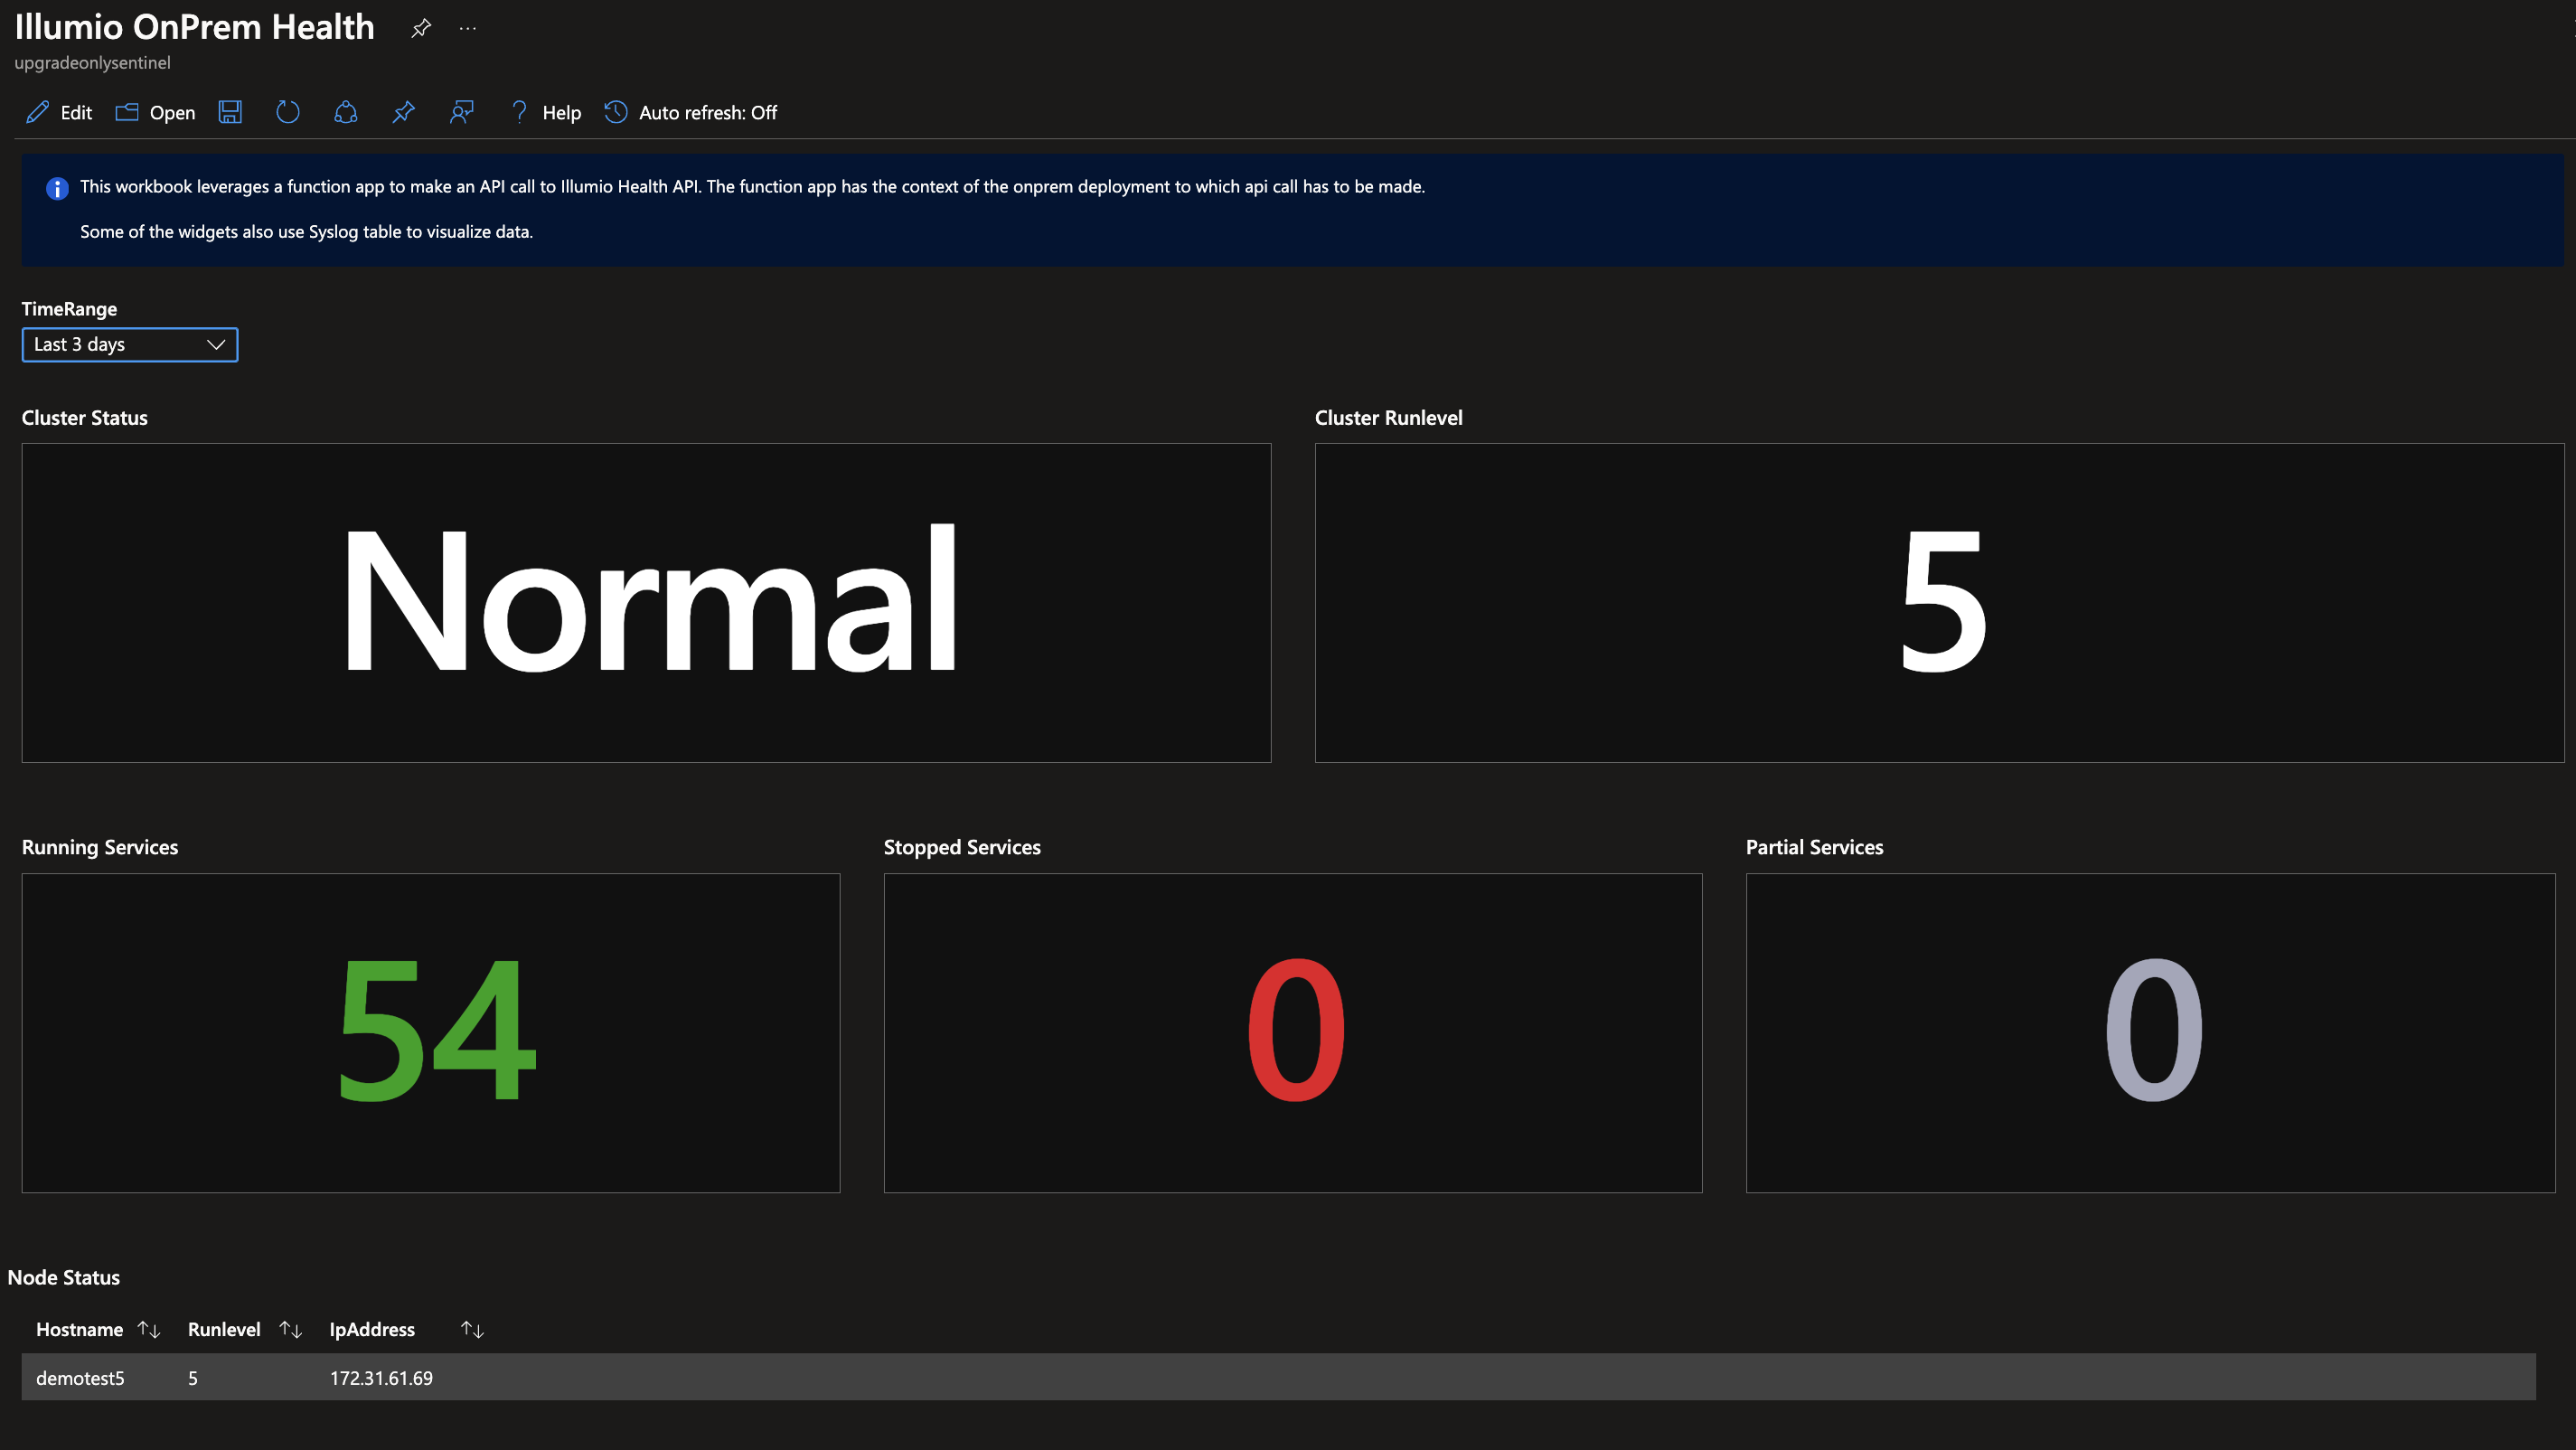 Illumio OnPrem Health
upgradeonlysentinel
Edit Open Help Auto refresh: Off
This workbook leverages a function app to make an API call to Illumio Health API. The function app has the context of the onprem deployment to which api call has to be made.
Some of the widgets also use Syslog table to visualize data.
TimeRange
Last 3 days
Cluster Status Cluster Runlevel
Normal 5
Running Services Stopped Services Partial Services
54 0 0
Node Status
Hostname Runlevel IpAddress
demotest5 5 172.31.61.69